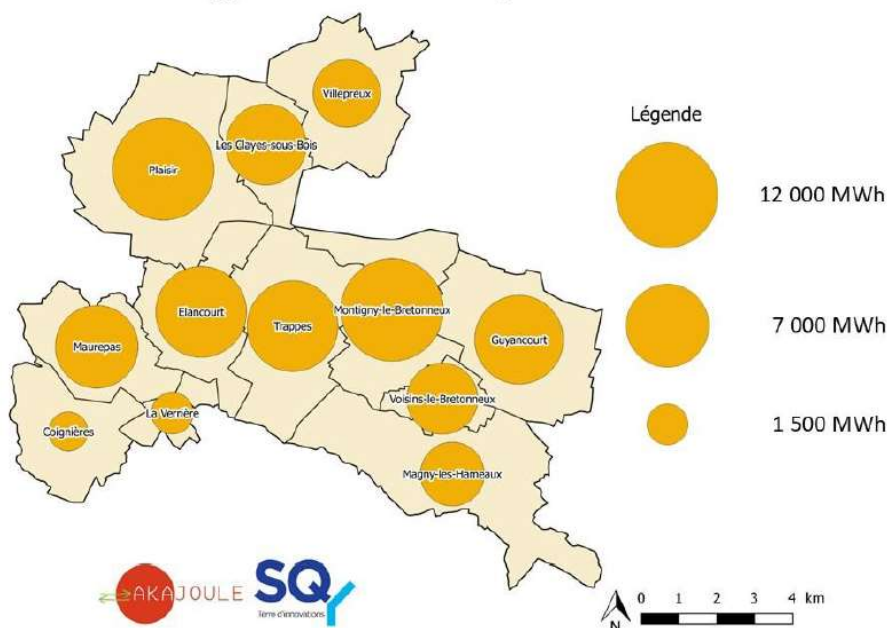 Villepreux
Légende
Les Clayes-sous-Bois
Plaisir
12 000 MWh
Elancourt
Montigny-le-Bretonneux
Trappes
7 000 MWh
Guyancourt
Maurepas
Voisins-le-Bretonneux
La Verrière
1 500 MWh
Coignières
Magny-les-Hameaux
AKAJOULE
SQY
Terre d'innovations
N
0 1 2 3 4 km